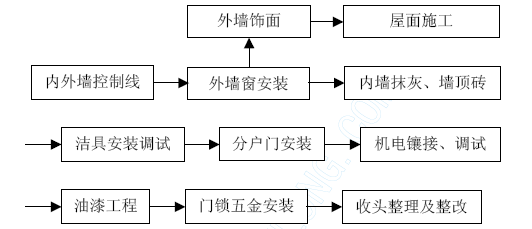 外墙饰面 屋面施工
内外墙控制线 外墙窗安装 内墙抹灰、墙顶砖
洁具安装调试 分户门安装 机电镶接、调试
油漆工程 门锁五金安装 收头整理及整改